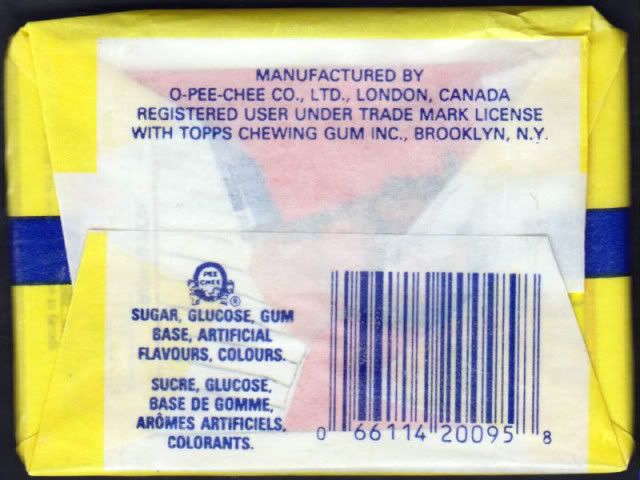 MANUFACTURED BY
O-PEE-CHEE CO., LTD., LONDON, CANADA
REGISTERED USER UNDER TRADE MARK LICENSE
WITH TOPPS CHEWING GUM INC., BROOKLYN, N.Y.
PEE
CHEE
®
SUGAR, GLUCOSE, GUM
BASE, ARTIFICIAL
FLAVOURS, COLOURS.
SUCRE, GLUCOSE,
BASE DE GOMME,
ARÔMES ARTIFICIELS,
COLORANTS.
0 66114 20095 8